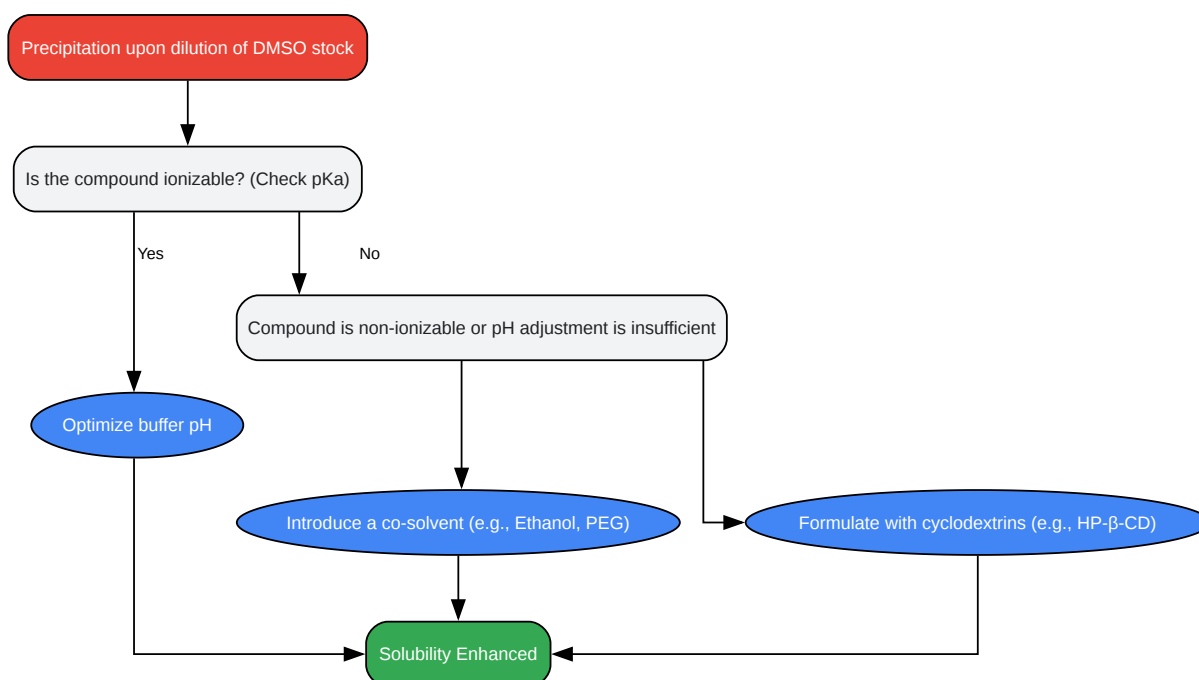 Precipitation upon dilution of DMSO stock
Is the compound ionizable? (Check pKa)
Yes
No
Compound is non-ionizable or pH adjustment is insufficient
Optimize buffer pH
Introduce a co-solvent (e.g., Ethanol, PEG)
Formulate with cyclodextrins (e.g., HP-β-CD)
Solubility Enhanced